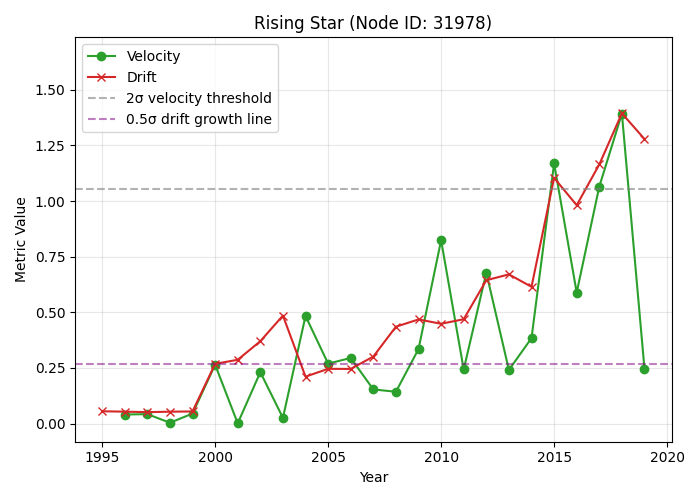 Rising Star (Node ID: 31978)
Velocity
Drift
2σ velocity threshold
0.5σ drift growth line
Metric Value
1.50
1.25
1.00
0.75
0.50
0.25
0.00
1995 2000 2005 2010 2015 2020
Year